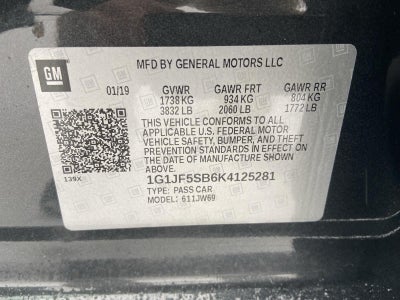 GM
MFD BY GENERAL MOTORS LLC
01/19 GVWR GAWR FRT GAWR RR
1738 KG 934 KG 804 KG
3832 LB 2060 LB 1772 LB
THIS VEHICLE CONFORMS TO ALL
APPLICABLE U.S. FEDERAL MOTOR
VEHICLE SAFETY, BUMPER, AND THEFT
PREVENTION STANDARDS IN EFFECT ON
THE DATE OF MANUFACTURE SHOWN
ABOVE.
139X
1G1JF5SB6K4125281
TYPE: PASS CAR
MODEL: 611JW69